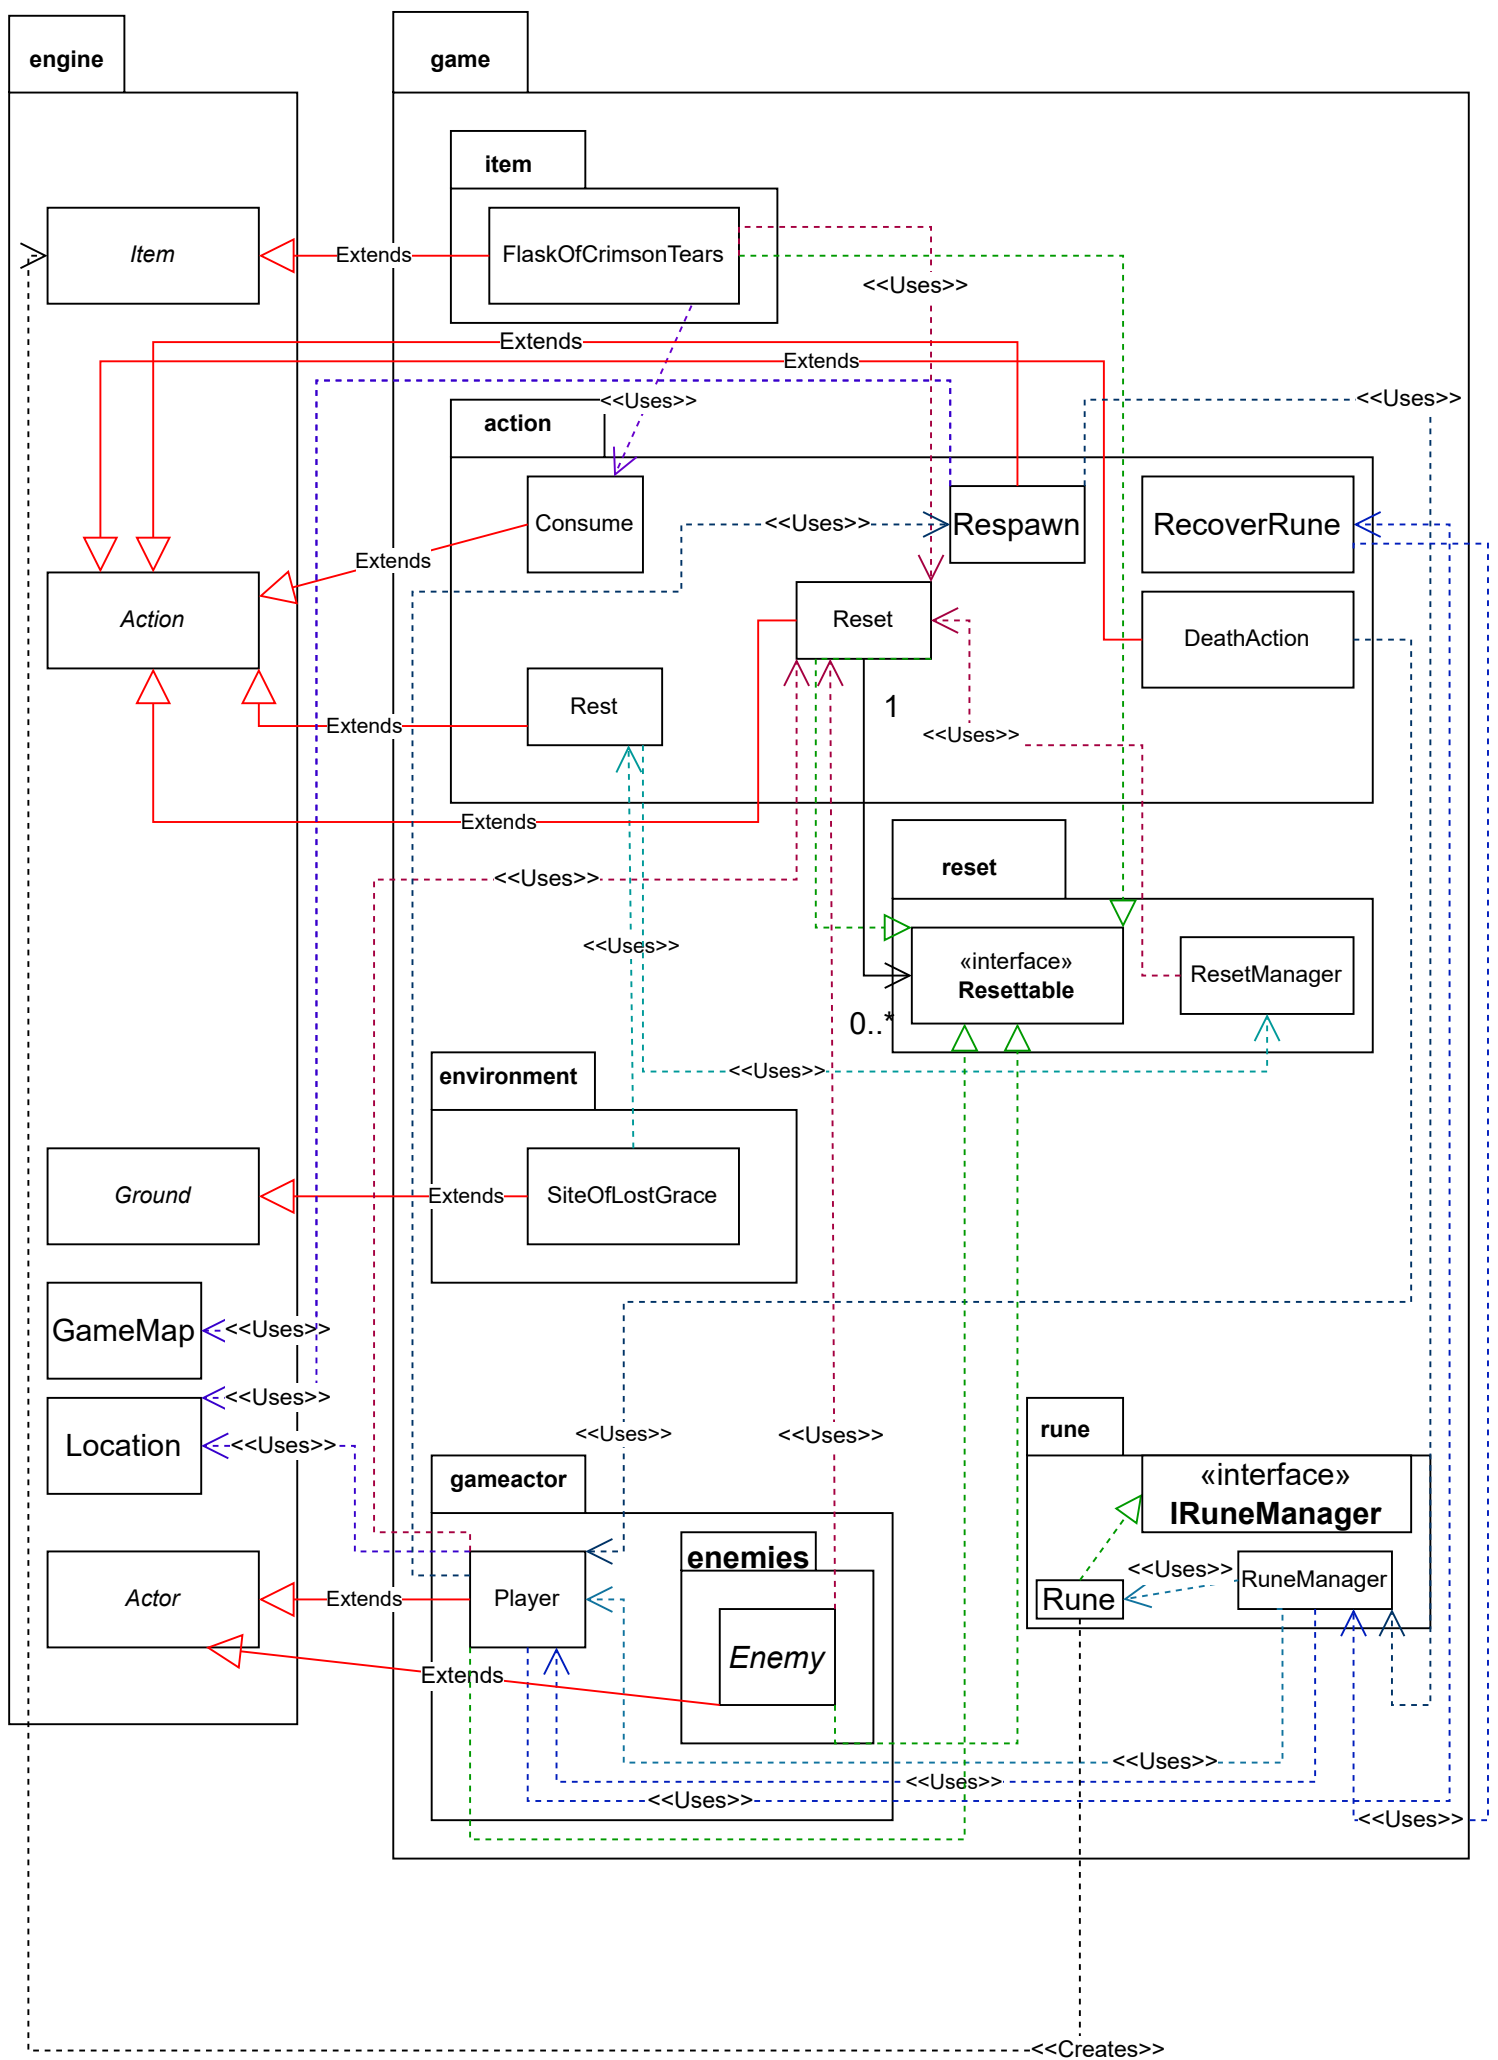 engine
game
item
Item
Extends
FlaskOfCrimsonTears
<<Uses>>
Extends
Extends
<<Uses>>
<<Uses>>
action
Consume
<<Uses>>
Respawn
RecoverRune
Extends
Action
Reset
DeathAction
Rest
1
Extends
<<Uses>>
Extends
reset
<<Uses>>
<<Uses>>
«interface»
Resettable
ResetManager
0..*
environment
<<Uses>>
Ground
Extends
SiteOfLostGrace
GameMap
<<Uses>>
<<Uses>>
Location
<<Uses>>
<<Uses>>
<<Uses>>
rune
gameactor
«interface»
IRuneManager
enemies
<<Uses>>
RuneManager
Actor
Extends
Player
Rune
Enemy
Extends
<<Uses>>
<<Uses>>
<<Uses>>
<<Uses>>
<<Creates>>